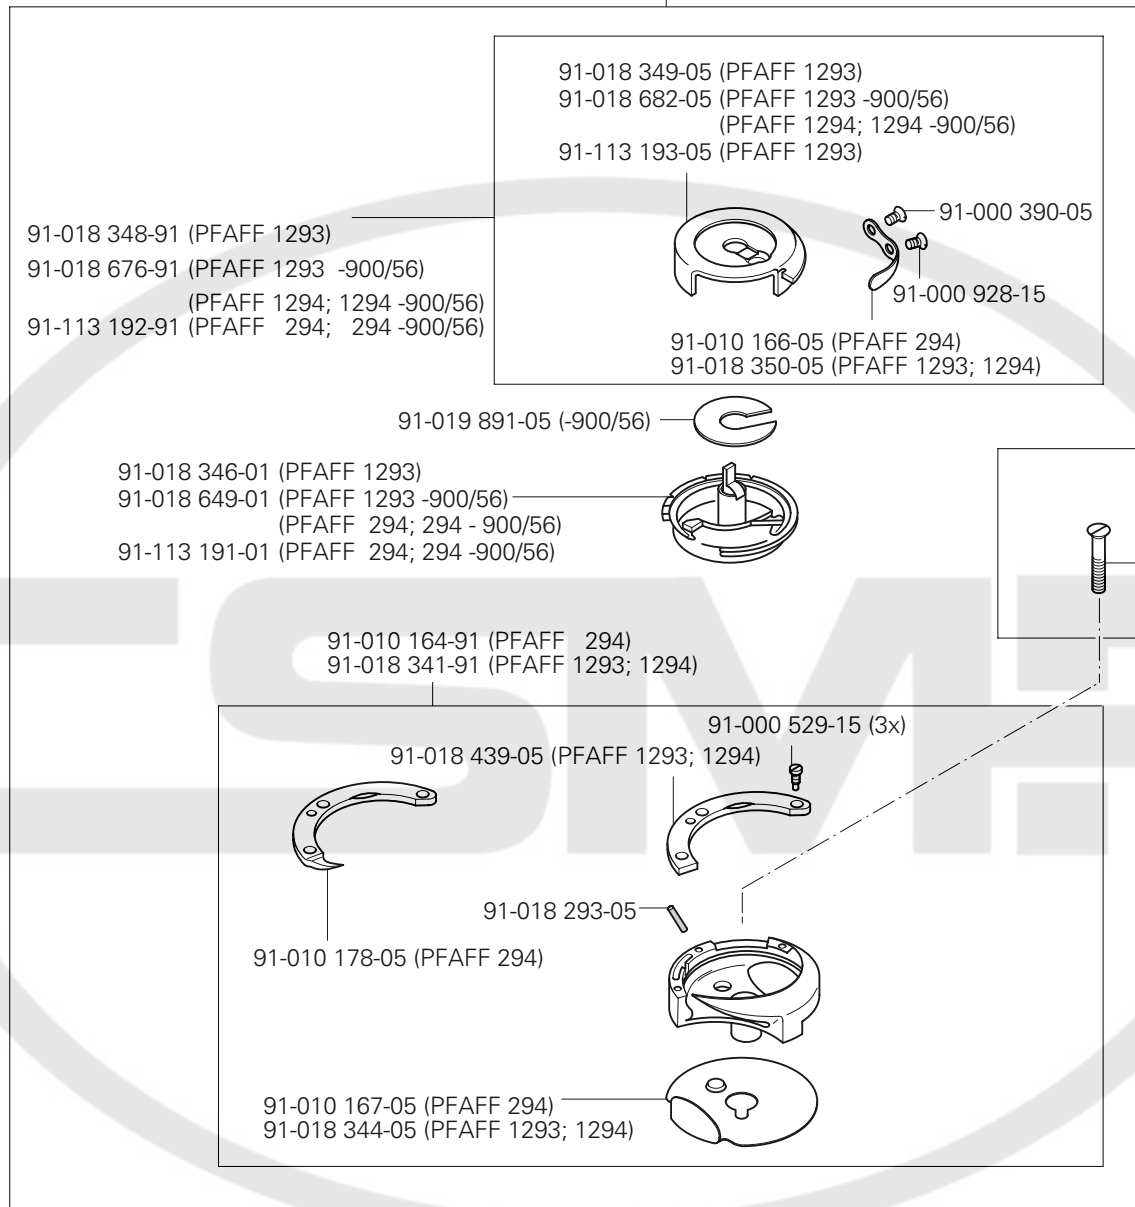 91-018 349-05 (PFAFF 1293)
91-018 682-05 (PFAFF 1293 -900/56)
(PFAFF 1294; 1294 -900/56)
91-113 193-05 (PFAFF 1293)
91-000 390-05
91-018 348-91 (PFAFF 1293)
91-018 676-91 (PFAFF 1293 -900/56)
(PFAFF 1294; 1294 -900/56)
91-113 192-91 (PFAFF 294; 294 -900/56)
91-000 928-15
91-010 166-05 (PFAFF 294)
91-018 350-05 (PFAFF 1293; 1294)
91-019 891-05 (-900/56)
91-018 346-01 (PFAFF 1293)
91-018 649-01 (PFAFF 1293 -900/56)
(PFAFF 294; 294 - 900/56)
91-113 191-01 (PFAFF 294; 294 -900/56)
91-010 164-91 (PFAFF 294)
91-018 341-91 (PFAFF 1293; 1294)
91-000 529-15 (3x)
91-018 439-05 (PFAFF 1293; 1294)
91-018 293-05
91-010 178-05 (PFAFF 294)
91-010 167-05 (PFAFF 294)
91-018 344-05 (PFAFF 1293; 1294)